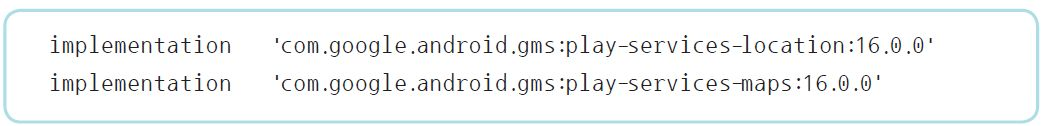 implementation 'com.google.android.gms:play-services-location:16.0.0'
implementation 'com.google.android.gms:play-services-maps:16.0.0'